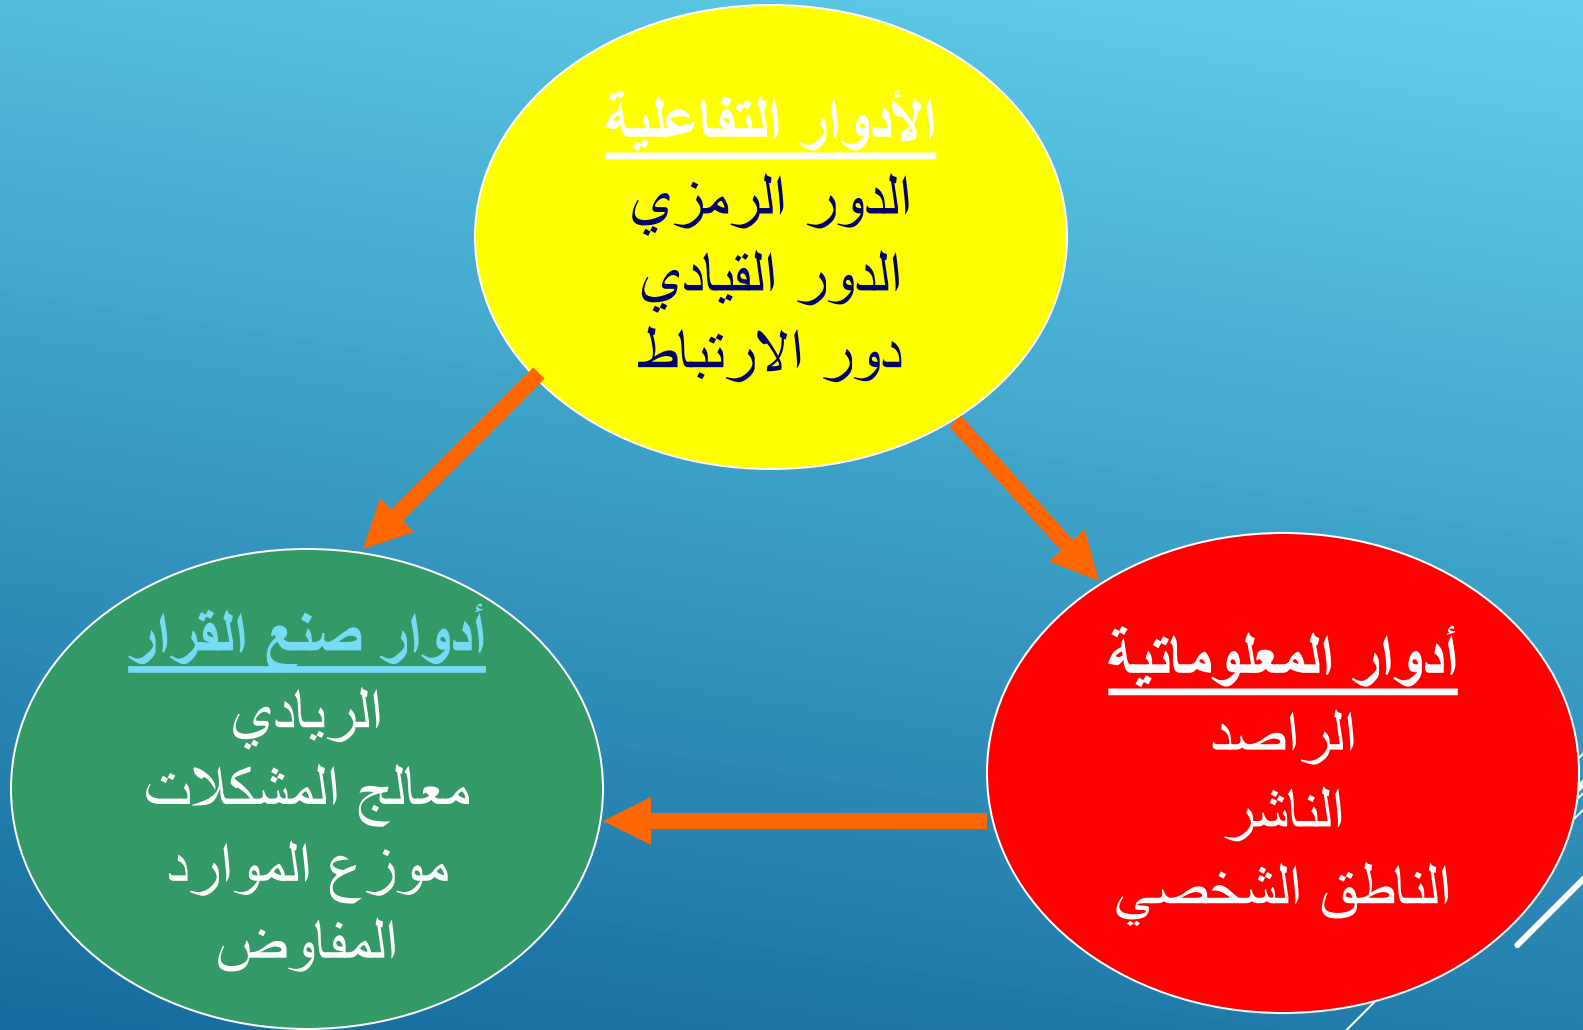 الأدوار التفاعلية
الدور الرمزي
الدور القيادي
دور الارتباط
أدوار المعلوماتية
الراصد
الناشر
الناطق الشخصي
أدوار صنع القرار
الريادي
معالج المشكلات
موزع الموارد
المفاوض